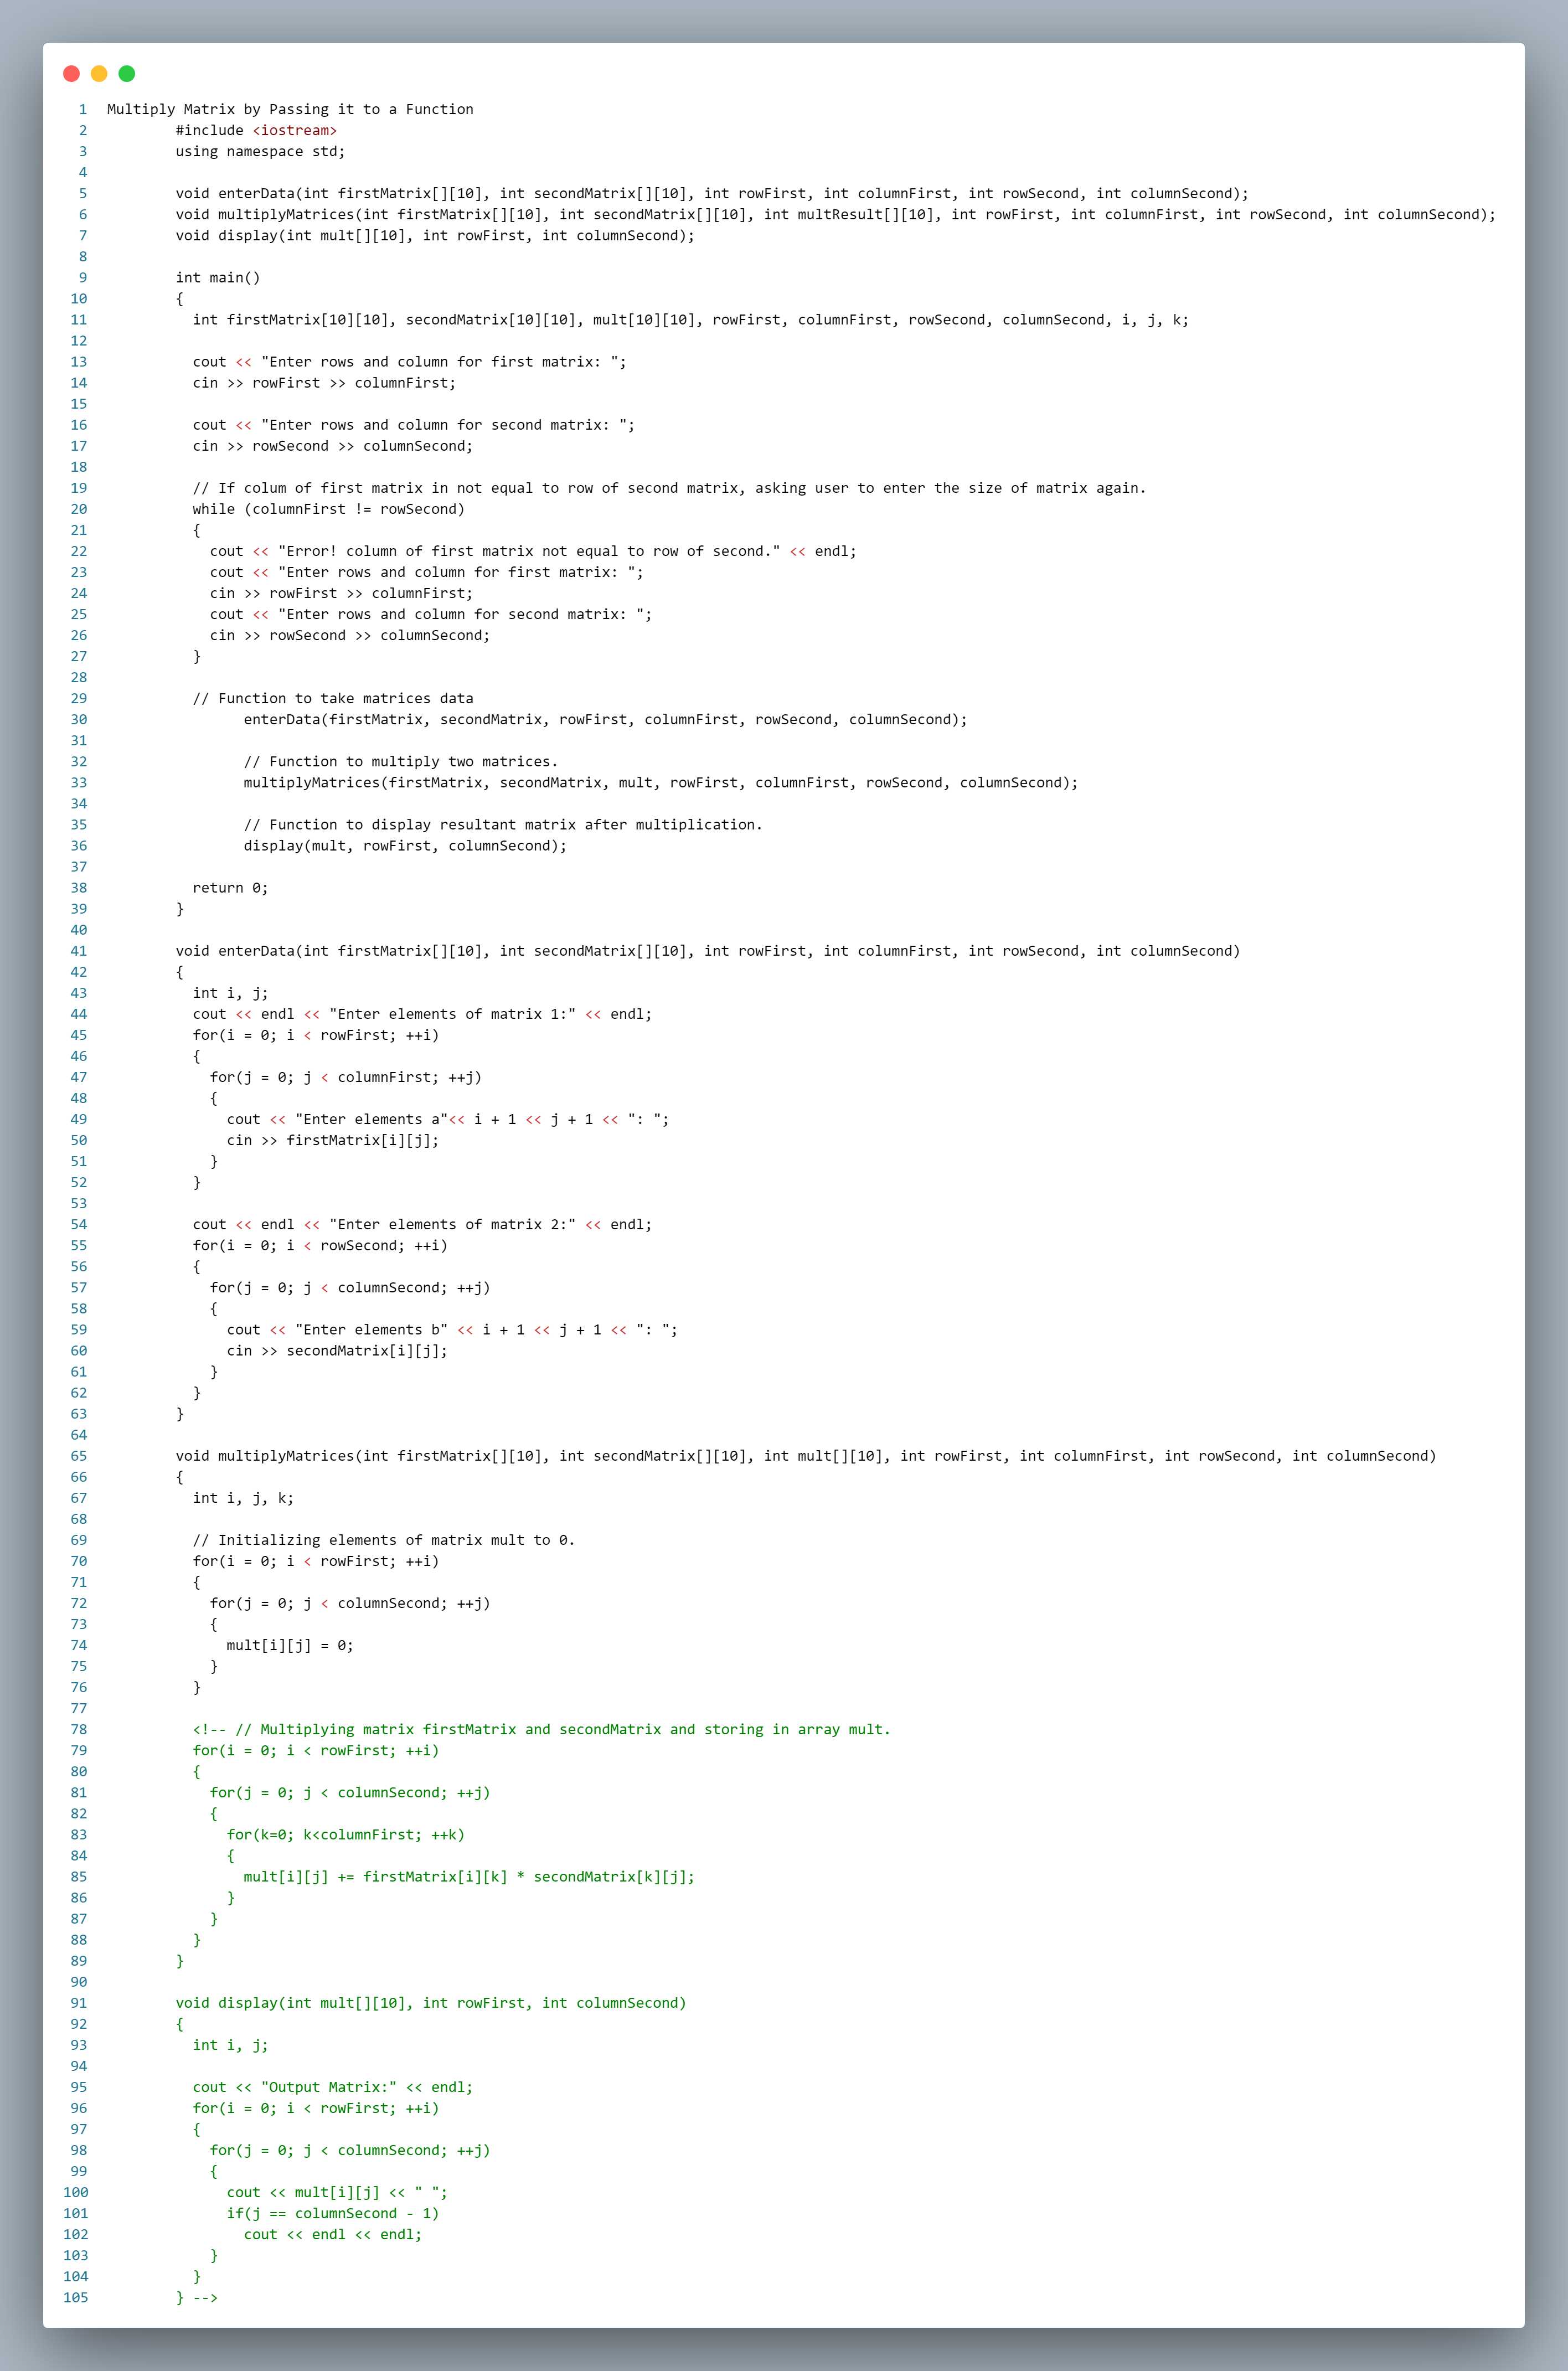 1 Multiply Matrix by Passing it to a Function
2         #include <iostream>
3         using namespace std;
4
5         void enterData(int firstMatrix[][10], int secondMatrix[][10], int rowFirst, int columnFirst, int rowSecond, int columnSecond);
6         void multiplyMatrices(int firstMatrix[][10], int secondMatrix[][10], int multResult[][10], int rowFirst, int columnFirst, int rowSecond, int columnSecond);
7         void display(int mult[][10], int rowFirst, int columnSecond);
8
9         int main()
10         {
11           int firstMatrix[10][10], secondMatrix[10][10], mult[10][10], rowFirst, columnFirst, rowSecond, columnSecond, i, j, k;
12
13           cout << "Enter rows and column for first matrix: ";
14           cin >> rowFirst >> columnFirst;
15
16           cout << "Enter rows and column for second matrix: ";
17           cin >> rowSecond >> columnSecond;
18
19           // If colum of first matrix in not equal to row of second matrix, asking user to enter the size of matrix again.
20           while (columnFirst != rowSecond)
21           {
22             cout << "Error! column of first matrix not equal to row of second." << endl;
23             cout << "Enter rows and column for first matrix: ";
24             cin >> rowFirst >> columnFirst;
25             cout << "Enter rows and column for second matrix: ";
26             cin >> rowSecond >> columnSecond;
27           }
28
29           // Function to take matrices data
30                 enterData(firstMatrix, secondMatrix, rowFirst, columnFirst, rowSecond, columnSecond);
31
32                 // Function to multiply two matrices.
33                 multiplyMatrices(firstMatrix, secondMatrix, mult, rowFirst, columnFirst, rowSecond, columnSecond);
34
35                 // Function to display resultant matrix after multiplication.
36                 display(mult, rowFirst, columnSecond);
37
38           return 0;
39         }
40
41         void enterData(int firstMatrix[][10], int secondMatrix[][10], int rowFirst, int columnFirst, int rowSecond, int columnSecond)
42         {
43           int i, j;
44           cout << endl << "Enter elements of matrix 1:" << endl;
45           for(i = 0; i < rowFirst; ++i)
46           {
47             for(j = 0; j < columnFirst; ++j)
48             {
49               cout << "Enter elements a"<< i + 1 << j + 1 << ": ";
50               cin >> firstMatrix[i][j];
51             }
52           }
53
54           cout << endl << "Enter elements of matrix 2:" << endl;
55           for(i = 0; i < rowSecond; ++i)
56           {
57             for(j = 0; j < columnSecond; ++j)
58             {
59               cout << "Enter elements b" << i + 1 << j + 1 << ": ";
60               cin >> secondMatrix[i][j];
61             }
62           }
63         }
64
65         void multiplyMatrices(int firstMatrix[][10], int secondMatrix[][10], int mult[][10], int rowFirst, int columnFirst, int rowSecond, int columnSecond)
66         {
67           int i, j, k;
68
69           // Initializing elements of matrix mult to 0.
70           for(i = 0; i < rowFirst; ++i)
71           {
72             for(j = 0; j < columnSecond; ++j)
73             {
74               mult[i][j] = 0;
75             }
76           }
77
78           <!-- // Multiplying matrix firstMatrix and secondMatrix and storing in array mult.
79           for(i = 0; i < rowFirst; ++i)
80           {
81             for(j = 0; j < columnSecond; ++j)
82             {
83               for(k=0; k<columnFirst; ++k)
84               {
85                 mult[i][j] += firstMatrix[i][k] * secondMatrix[k][j];
86               }
87             }
88           }
89         }
90
91         void display(int mult[][10], int rowFirst, int columnSecond)
92         {
93           int i, j;
94
95           cout << "Output Matrix:" << endl;
96           for(i = 0; i < rowFirst; ++i)
97           {
98             for(j = 0; j < columnSecond; ++j)
99             {
100               cout << mult[i][j] << " ";
101               if(j == columnSecond - 1)
102                 cout << endl << endl;
103             }
104           }
105         } -->